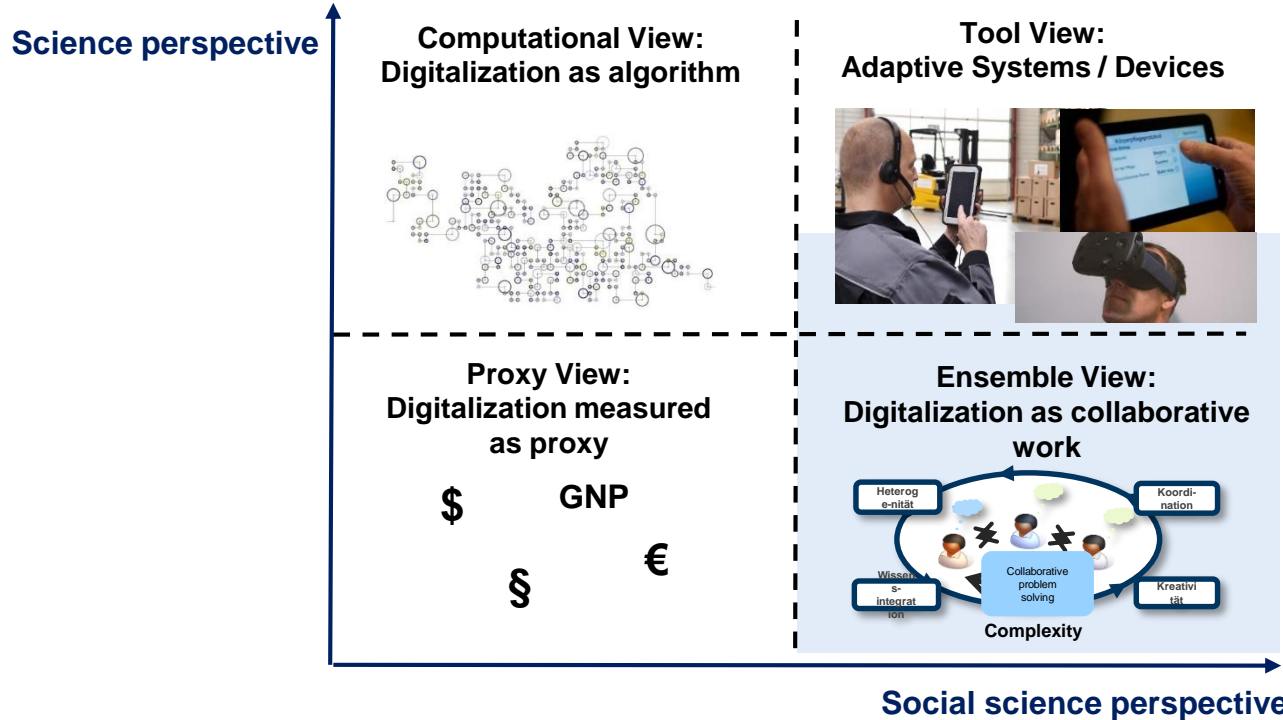 Science perspective
Computational View:
Digitalization as algorithm
Tool View:
Adaptive Systems / Devices
Proxy View:
Digitalization measured
as proxy
$
GNP
€
§
Ensemble View:
Digitalization as collaborative
work
Heterog
e-nität
Koordi-
nation
Wissen
s-
integrat
ion
Collaborative
problem
solving
Kreativi
tät
Complexity
Social science perspective